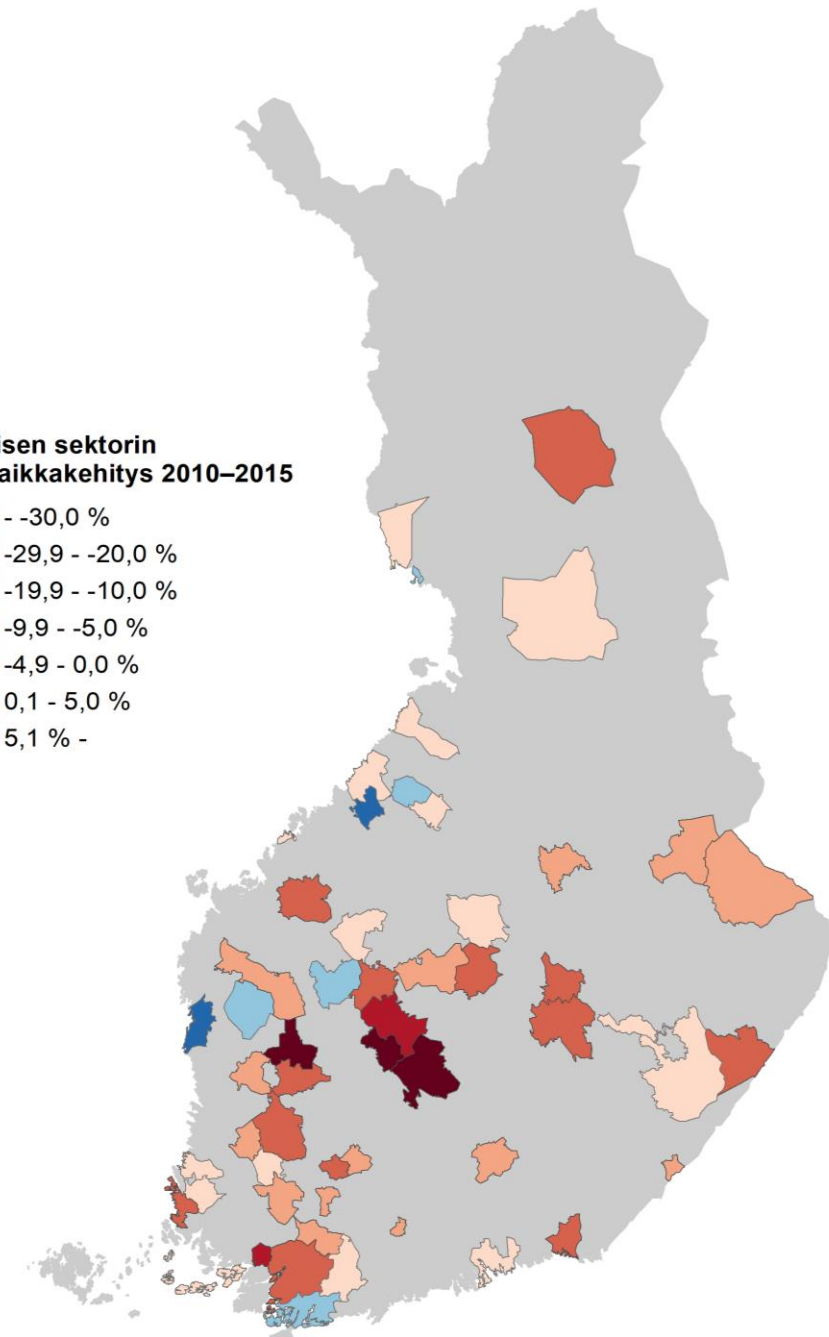 isen sektorin
aikkakehitys 2010–2015
- -30,0 %
-29,9 - -20,0 %
-19,9 - -10,0 %
-9,9 - -5,0 %
-4,9 - 0,0 %
0,1 - 5,0 %
5,1 % -